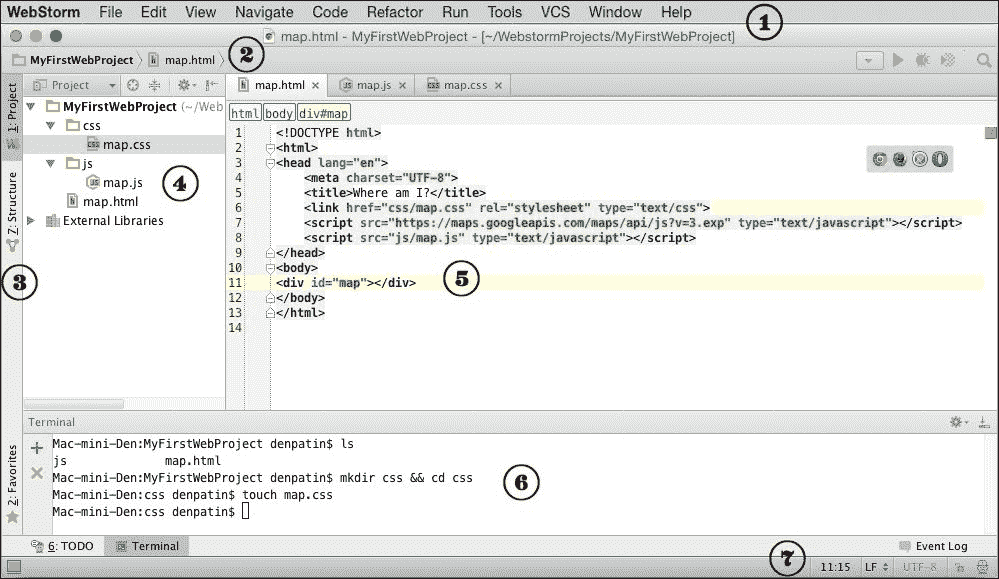 WebStorm File Edit View Navigate Code Refactor Run Tools VCS Window Help
1
map.html - MyFirstWebProject - [~/WebstormProjects/MyFirstWebProject]
MyFirstWebProject map.html
2
1: Project
Z: Structure
3
2: Favorites
Project
MyFirstWebProject (~/Web
css
map.css
js
map.js
map.html
External Libraries
4
map.html map.js map.css
html body div#map
1 <!DOCTYPE html>
2 <html>
3 <head lang="en">
4 <meta charset="UTF-8">
5 <title>Where am I?</title>
6 <link href="css/map.css" rel="stylesheet" type="text/css">
7 <script src="https://maps.googleapis.com/maps/api/js?v=3.exp" type="text/javascript"></script>
8 <script src="js/map.js" type="text/javascript"></script>
9 </head>
10 <body>
11 <div id="map"></div>
12 </body>
13 </html>
14
5
Terminal
Mac-mini-Den:MyFirstWebProject denpatin$ ls
js map.html
Mac-mini-Den:MyFirstWebProject denpatin$ mkdir css && cd css
Mac-mini-Den:css denpatin$ touch map.css
Mac-mini-Den:css denpatin$
6
6: TODO Terminal Event Log
7
11:15 LF UTF-8